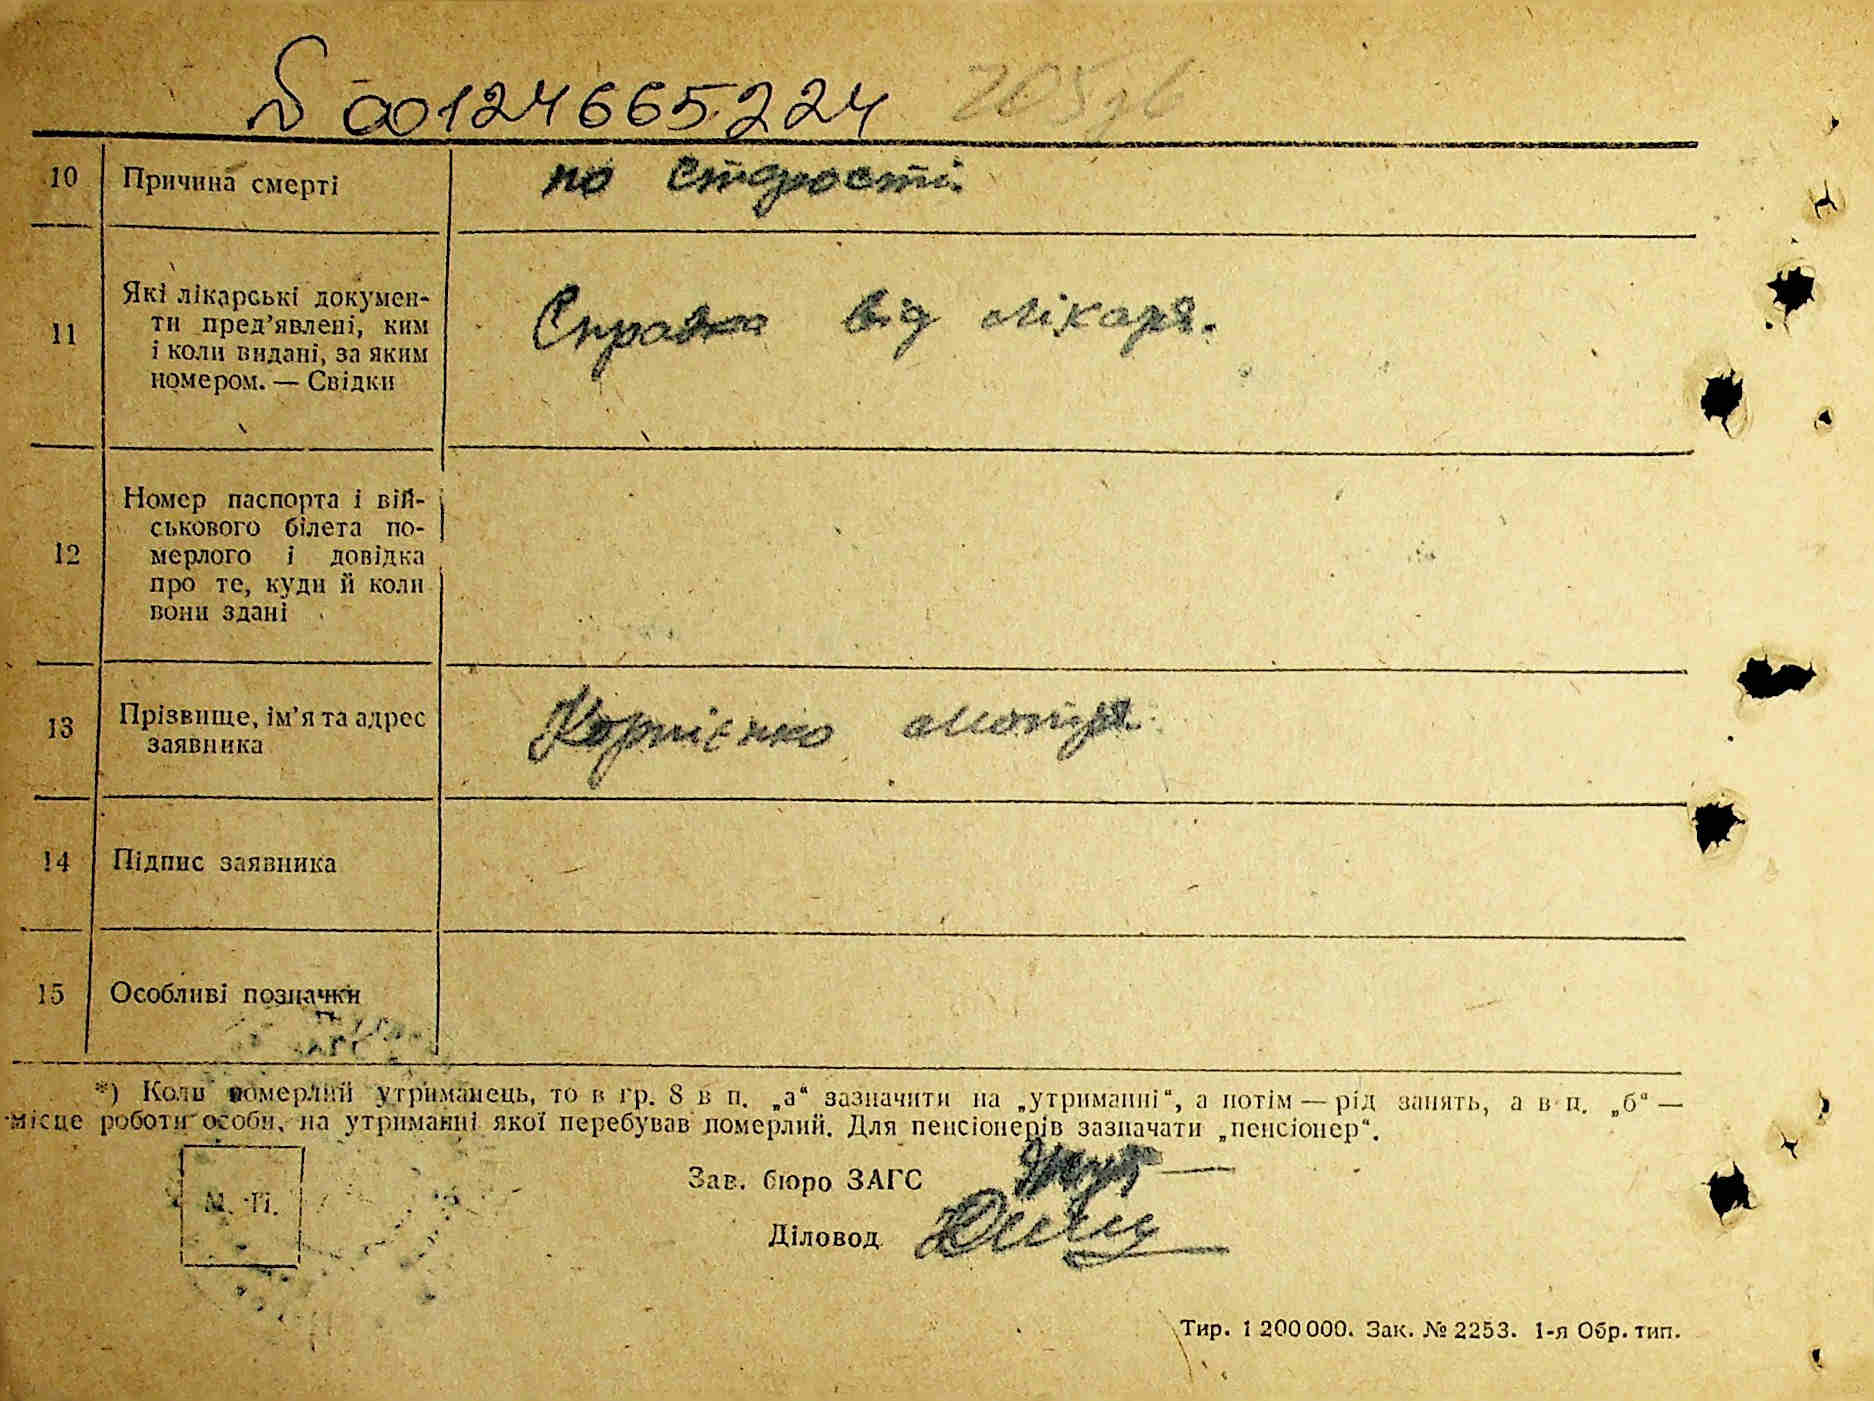 00124665224
10 Причина смерті по старості.
11 Які лікарські докумен-
ти пред’явлені, ким
і коли видані, за яким
номером. — Свідки
Справка від лікаря.
12 Номер паспорта і вій-
ськового білета по-
мерлого і довідка
про те, куди й коли
вони здані
13 Прізвище, ім’я та адрес
заявника
Корнієнко Мотря.
14 Підпис заявника
15 Особливі позначки
*) Коли померлий утриманець, то в гр. 8 в п. „а“ зазначити на „утриманні“, а потім — рід занять, а в п. „б“ —
місце роботи особи, на утриманні якої перебував померлий. Для пенсіонерів зазначати „пенсіонер“.
М. П.
Зав. бюро ЗАГС
Діловод
Тир. 1 200 000. Зак. № 2253. 1-я Обр. тип.